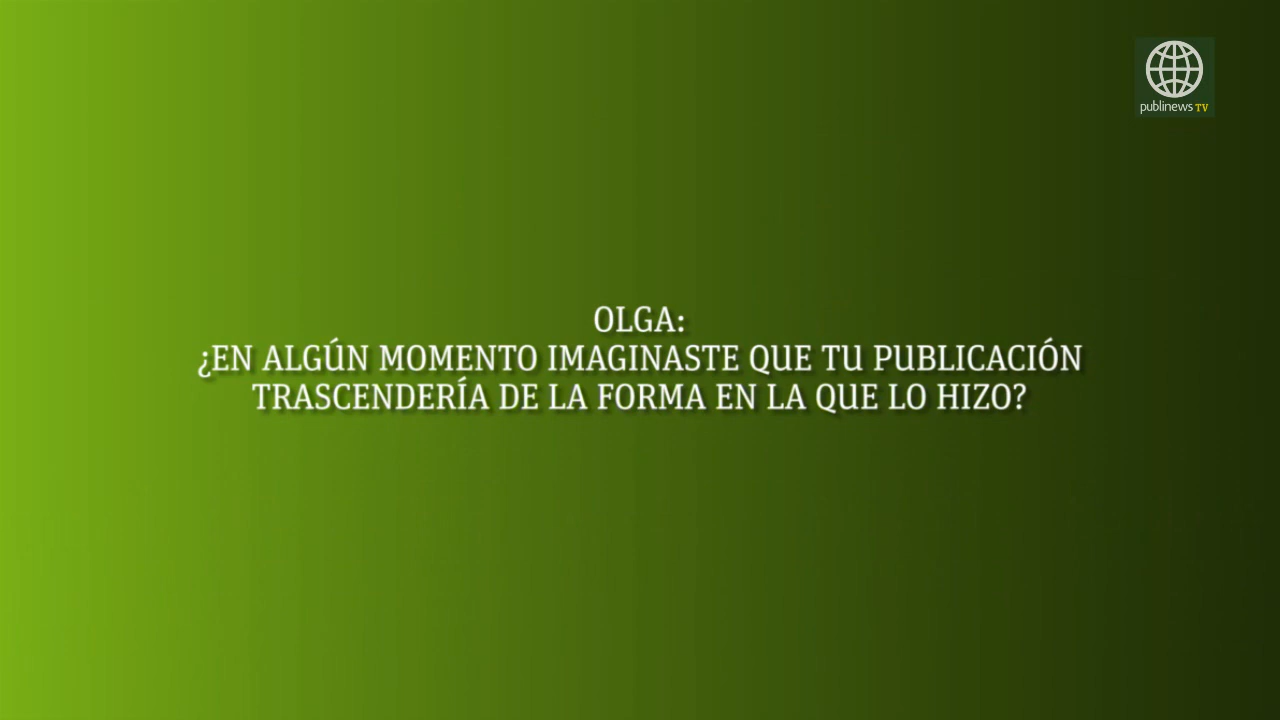 publinews TV
OLGA:
¿EN ALGÚN MOMENTO IMAGINASTE QUE TU PUBLICACIÓN
TRASCENDERÍA DE LA FORMA EN LA QUE LO HIZO?